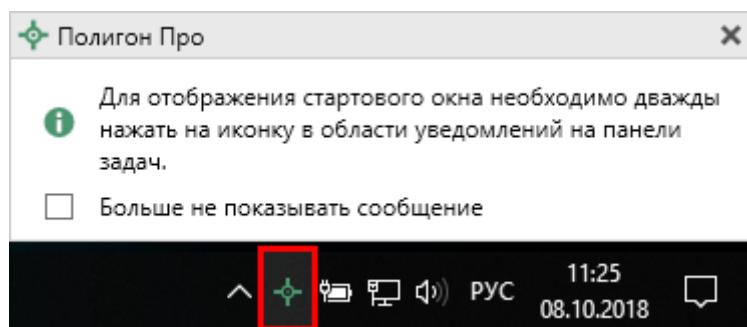 Полигон Про
Для отображения стартового окна необходимо дважды
нажать на иконку в области уведомлений на панели
задач.
Больше не показывать сообщение
РУС
11:25
08.10.2018